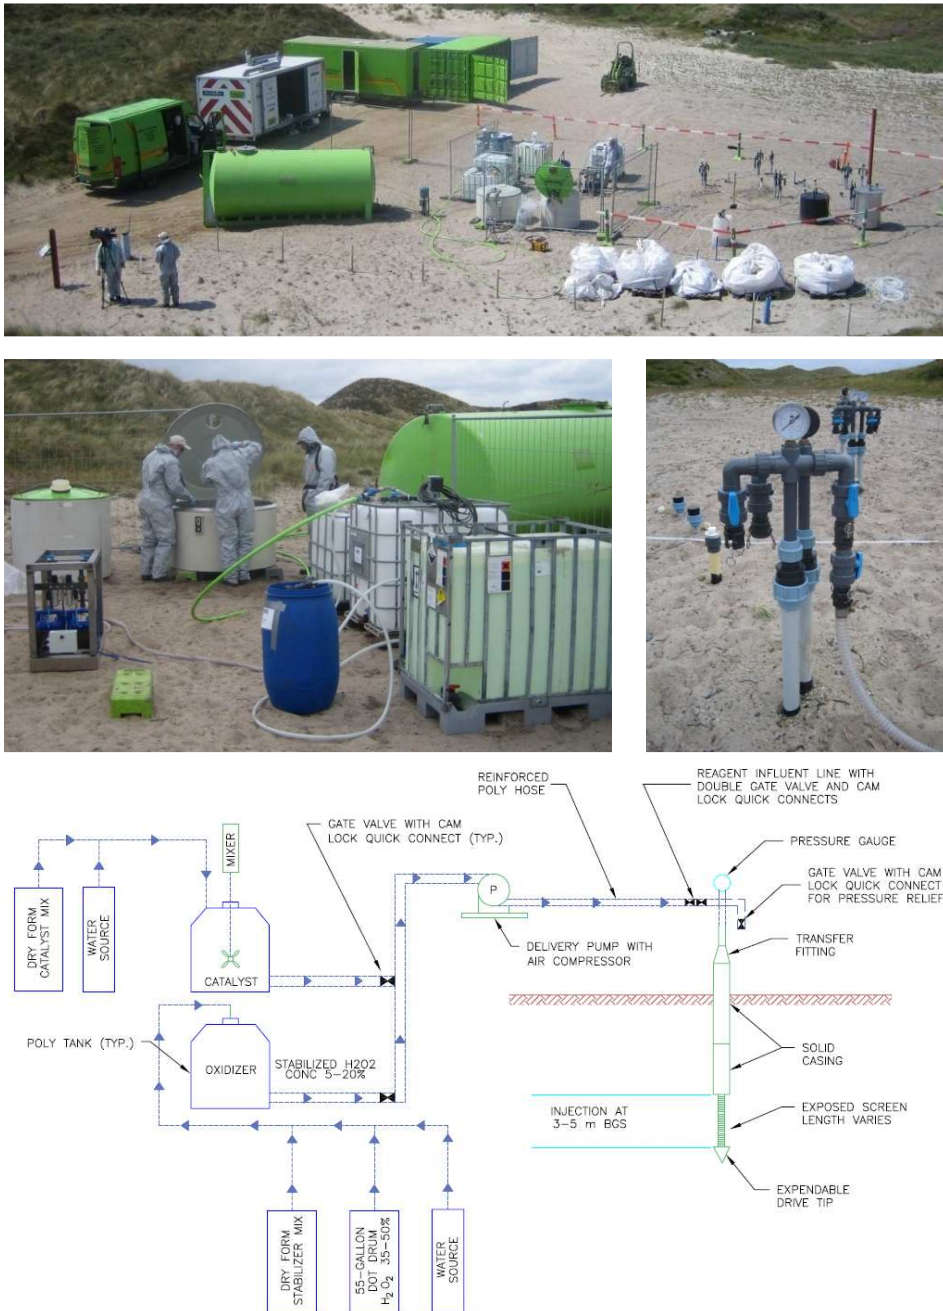 REINFORCED
POLY HOSE
REAGENT INFLUENT LINE WITH
DOUBLE GATE VALVE AND CAM
LOCK QUICK CONNECTS
GATE VALVE WITH CAM
LOCK QUICK CONNECT (TYP.)
PRESSURE GAUGE
GATE VALVE WITH CAM
LOCK QUICK CONNECT
FOR PRESSURE RELIEF
MIXER
P
DRY FORM
CATALYST MIX
WATER
SOURCE
CATALYST
DELIVERY PUMP WITH
AIR COMPRESSOR
TRANSFER
FITTING
POLY TANK (TYP.)
OXIDIZER
STABILIZED H2O2
CONC 5-20%
SOLID
CASING
INJECTION AT
3-5 m BGS
EXPOSED SCREEN
LENGTH VARIES
EXPENDABLE
DRIVE TIP
DRY FORM
STABILIZER MIX
55-GALLON
DOT DRUM
H2O2 35-50%
WATER
SOURCE